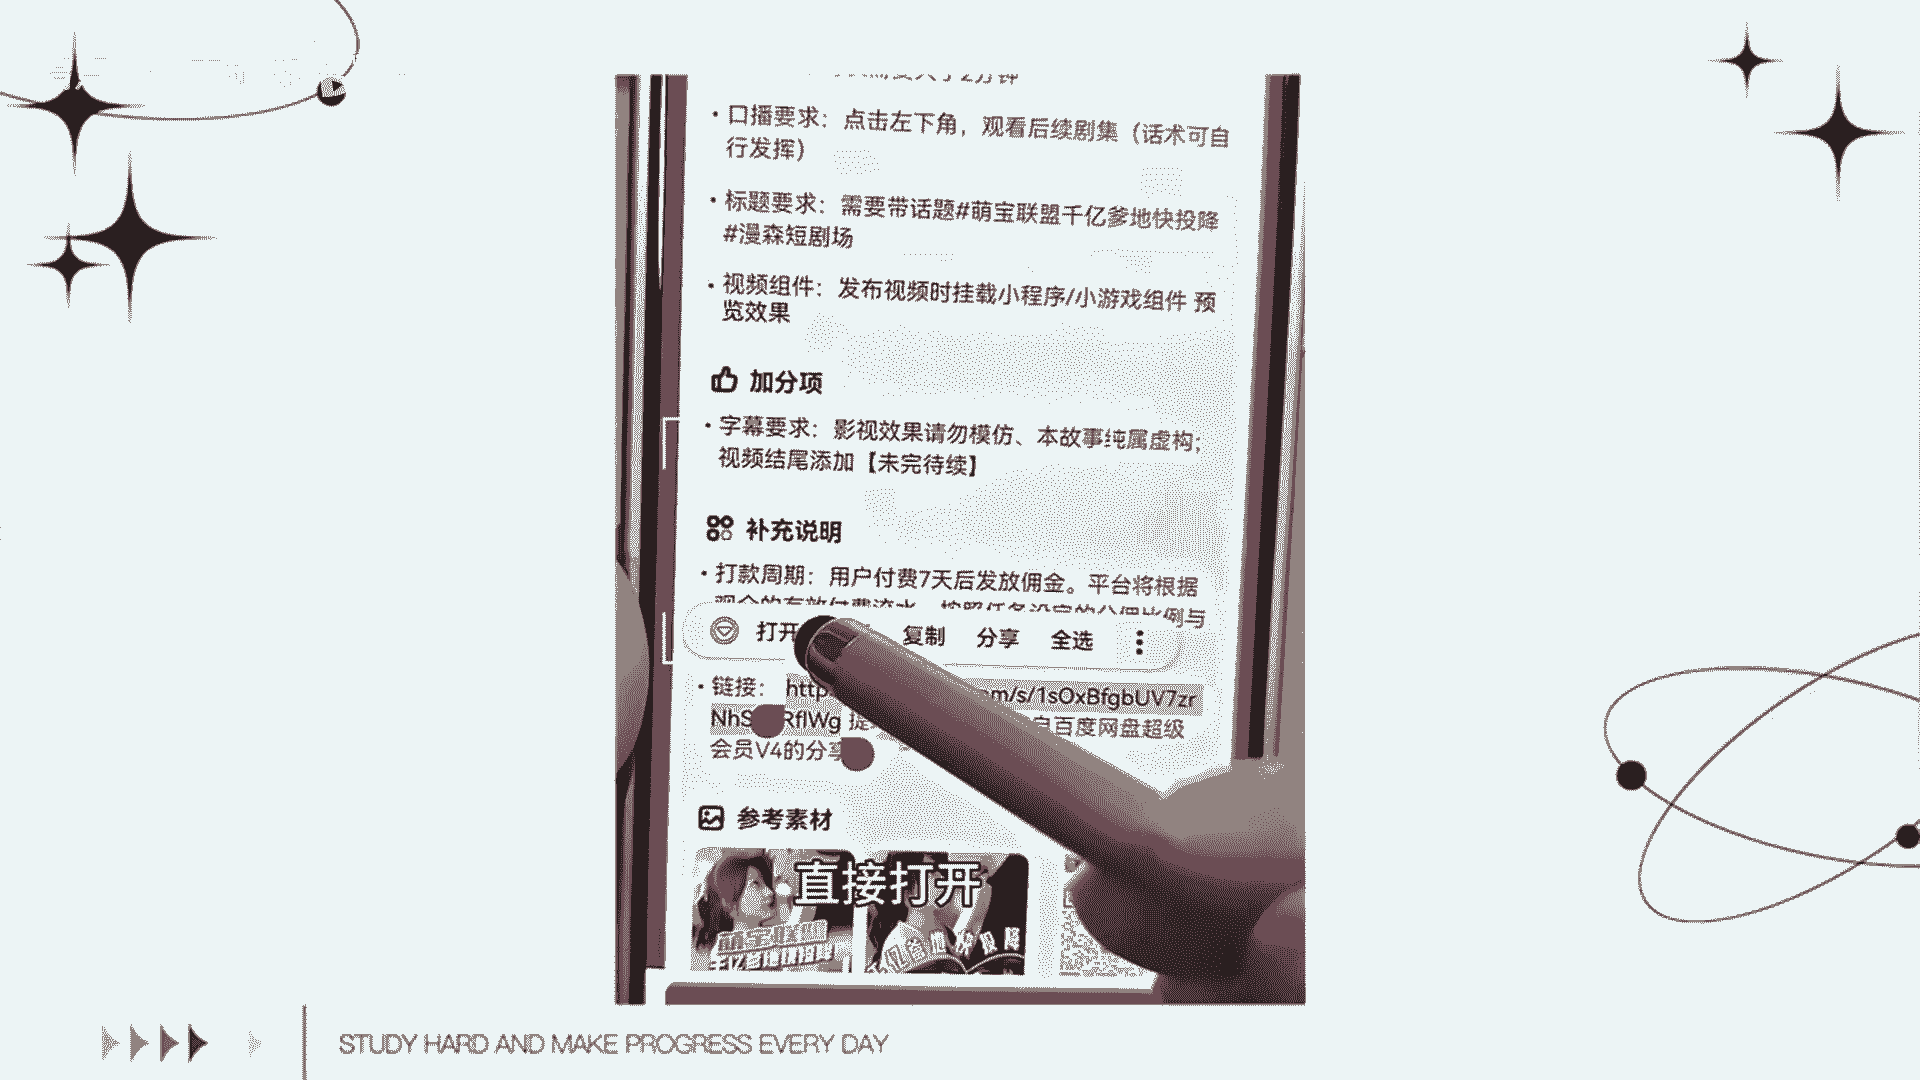 口播要求：点击左下角，观看后续剧集（话术可自
行发挥）
标题要求：需要带话题#萌宝联盟千亿爹地快投降
#漫森短剧场
视频组件：发布视频时挂载小程序/小游戏组件 预
览效果
加分项
字幕要求：影视效果请勿模仿、本故事纯属虚构；
视频结尾添加【未完待续】
补充说明
打款周期：用户付费7天后发放佣金。平台将根据
打开 复制 分享 全选
链接： http om/s/1sOxBfgbUV7zr
NhS RflWg 自百度网盘超级
会员V4的分享
参考素材
直接打开
STUDY HARD AND MAKE PROGRESS EVERY DAY